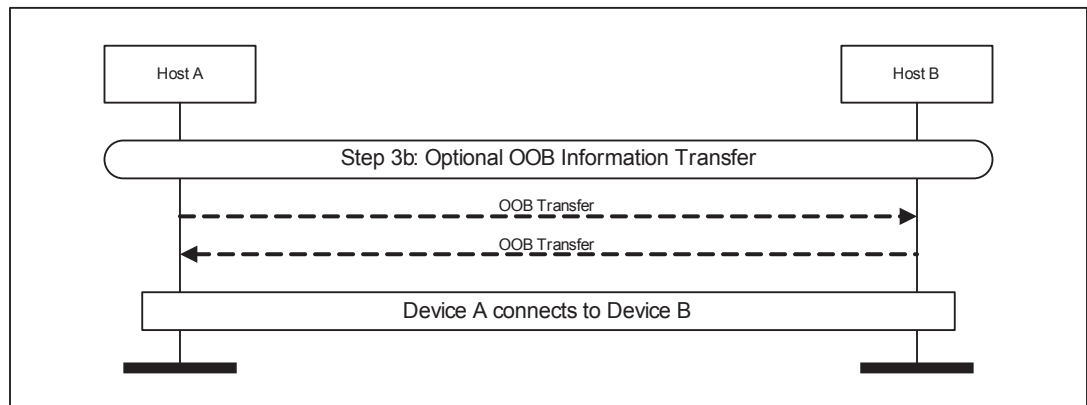 Host A
Host B
Step 3b: Optional OOB Information Transfer
OOB Transfer
OOB Transfer
Device A connects to Device B